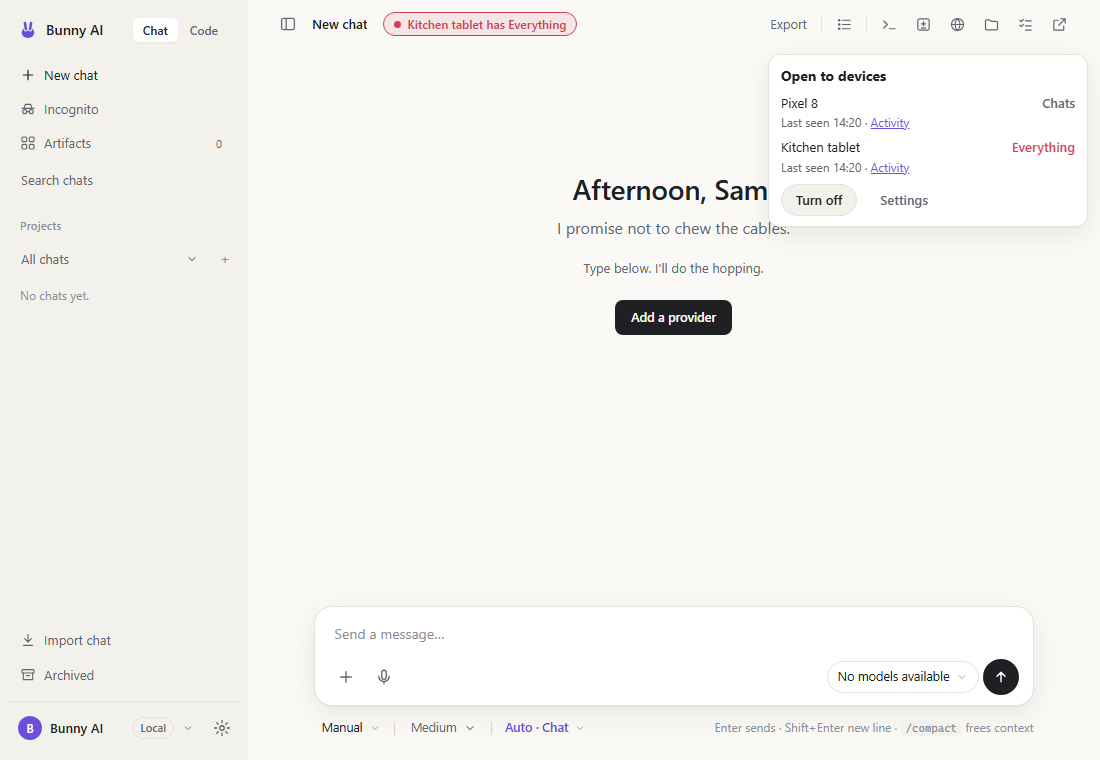 Bunny AI
Chat
Code
New chat
Incognito
Artifacts
0
Search chats
Projects
All chats
+
No chats yet.
Import chat
Archived
B
Bunny AI
Local
New chat
Kitchen tablet has Everything
Export
Open to devices
Pixel 8
Chats
Last seen 14:20 · Activity
Kitchen tablet
Everything
Last seen 14:20 · Activity
Turn off
Settings
Afternoon, Sam
I promise not to chew the cables.
Type below. I'll do the hopping.
Add a provider
Send a message...
No models available
Manual
Medium
Auto · Chat
Enter sends · Shift+Enter new line · /compact frees context